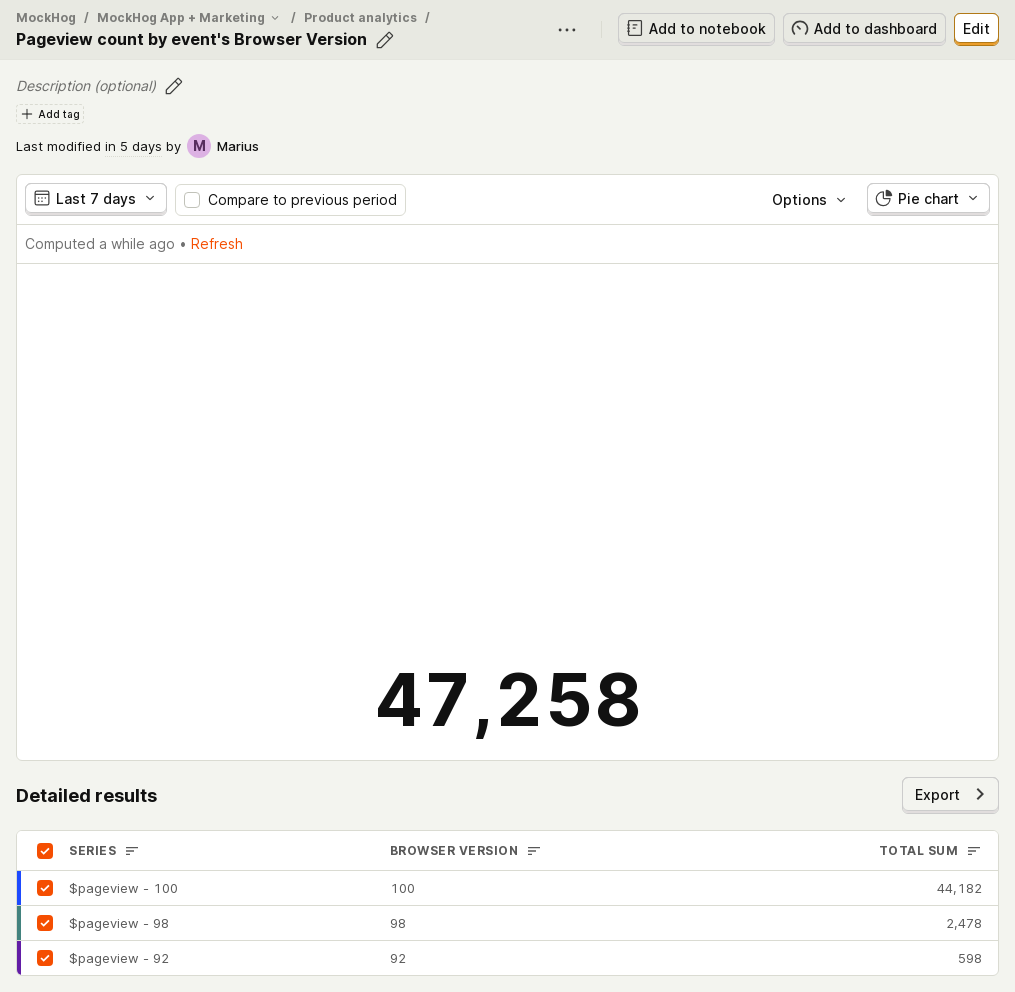 MockHog / MockHog App + Marketing / Product analytics /
Pageview count by event's Browser Version
Add to notebook
Add to dashboard
Edit
Description (optional)
Add tag
Last modified in 5 days by M Marius
Last 7 days
Compare to previous period
Options
Pie chart
Computed a while ago • Refresh
47,258
Detailed results
Export
SERIES BROWSER VERSION TOTAL SUM
$pageview - 100 100 44,182
$pageview - 98 98 2,478
$pageview - 92 92 598